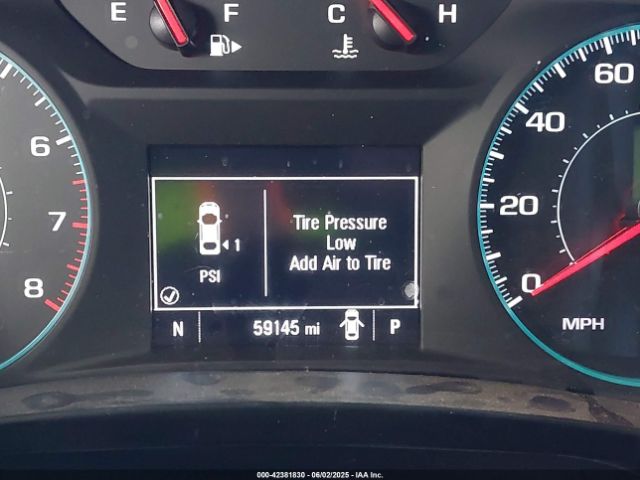 E F C H
60
40
20
0
MPH
6
7
8
1
PSI
Tire Pressure
Low
Add Air to Tire
N 59145 mi P
000-42381830 - 06/02/2025 - IAA Inc.